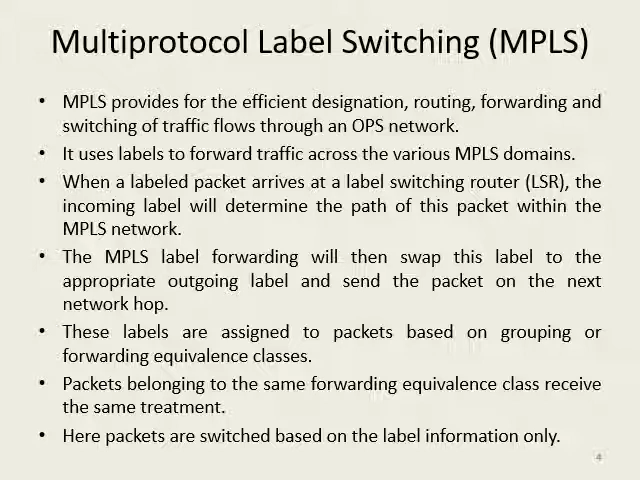 Multiprotocol Label Switching (MPLS)
• MPLS provides for the efficient designation, routing, forwarding and
switching of traffic flows through an OPS network.
• It uses labels to forward traffic across the various MPLS domains.
• When a labeled packet arrives at a label switching router (LSR), the
incoming label will determine the path of this packet within the
MPLS network.
• The MPLS label forwarding will then swap this label to the
appropriate outgoing label and send the packet on the next
network hop.
• These labels are assigned to packets based on grouping or
forwarding equivalence classes.
• Packets belonging to the same forwarding equivalence class receive
the same treatment.
• Here packets are switched based on the label information only.
4